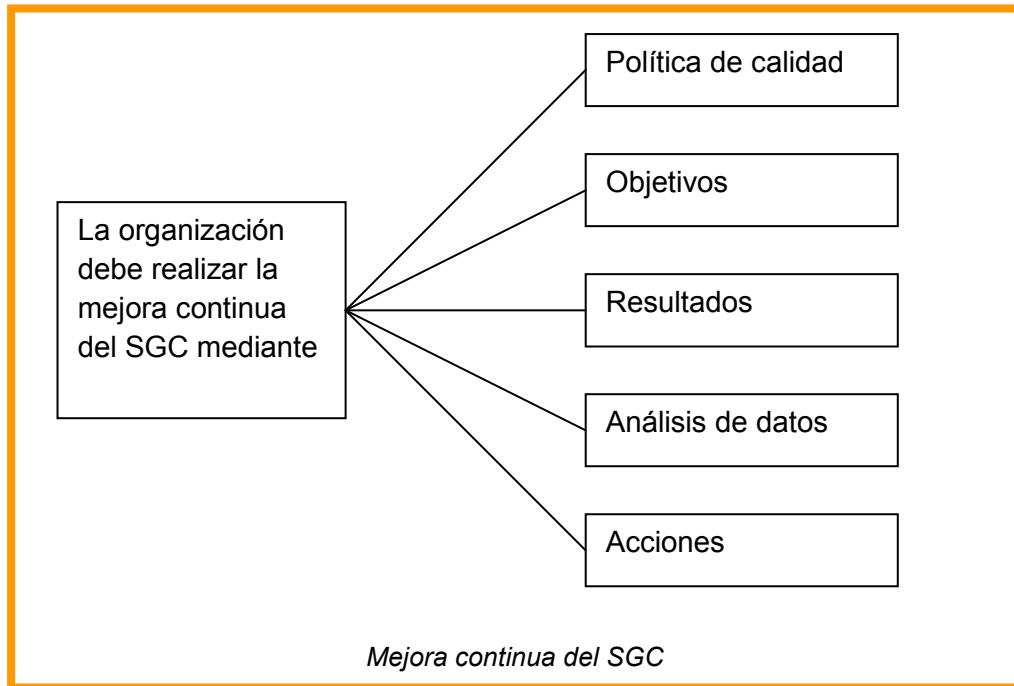 Política de calidad
Objetivos
La organización
debe realizar la
mejora continua
del SGC mediante
Resultados
Análisis de datos
Acciones
Mejora continua del SGC